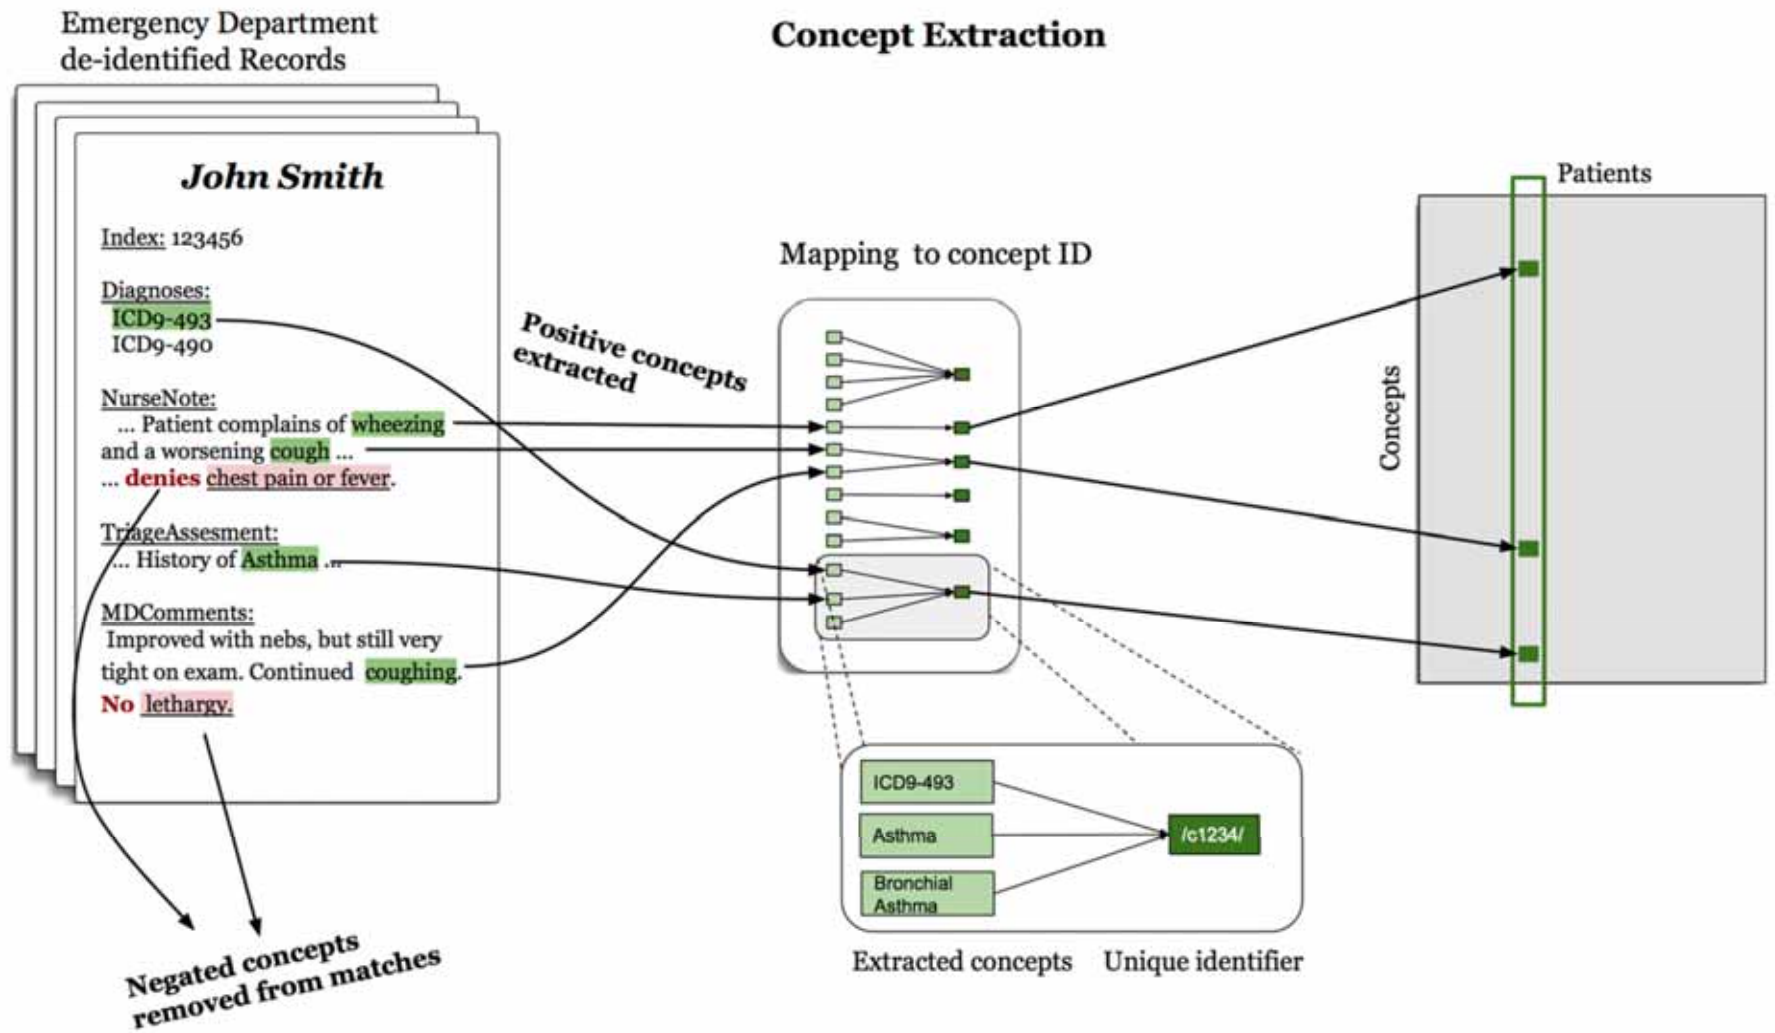 Emergency Department
de-identified Records
Concept Extraction
John Smith
Index: 123456
Diagnoses:
ICD9-493
ICD9-490
NurseNote:
... Patient complains of wheezing
and a worsening cough ...
... denies chest pain or fever.
TriageAssesment:
... History of Asthma ...
MDComments:
Improved with nebs, but still very
tight on exam. Continued coughing.
No lethargy.
Negated concepts
removed from matches
Positive concepts
extracted
Mapping to concept ID
ICD9-493
Asthma
Bronchial
Asthma
/c1234/
Extracted concepts
Unique identifier
Patients
Concepts